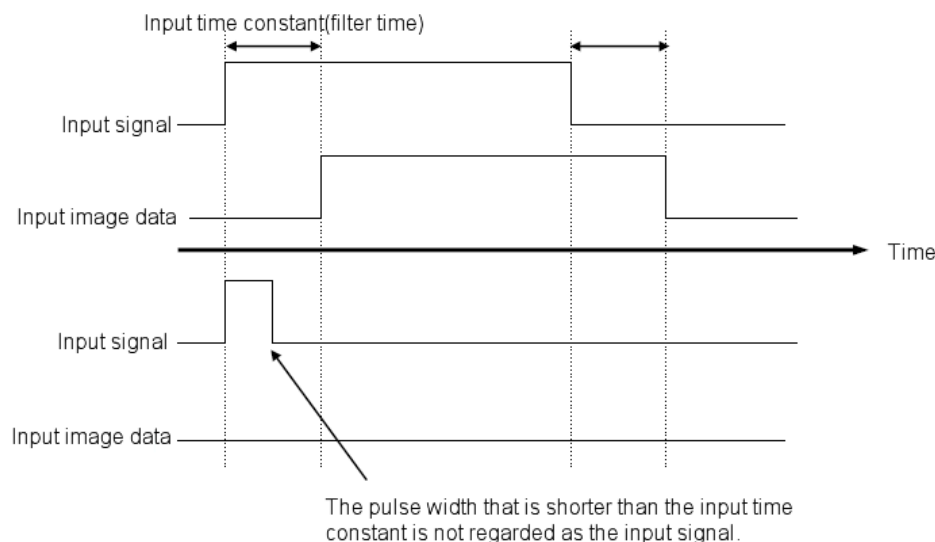 Input time constant(filter time)
Input signal
Input image data
Time
Input signal
Input image data
The pulse width that is shorter than the input time
constant is not regarded as the input signal.